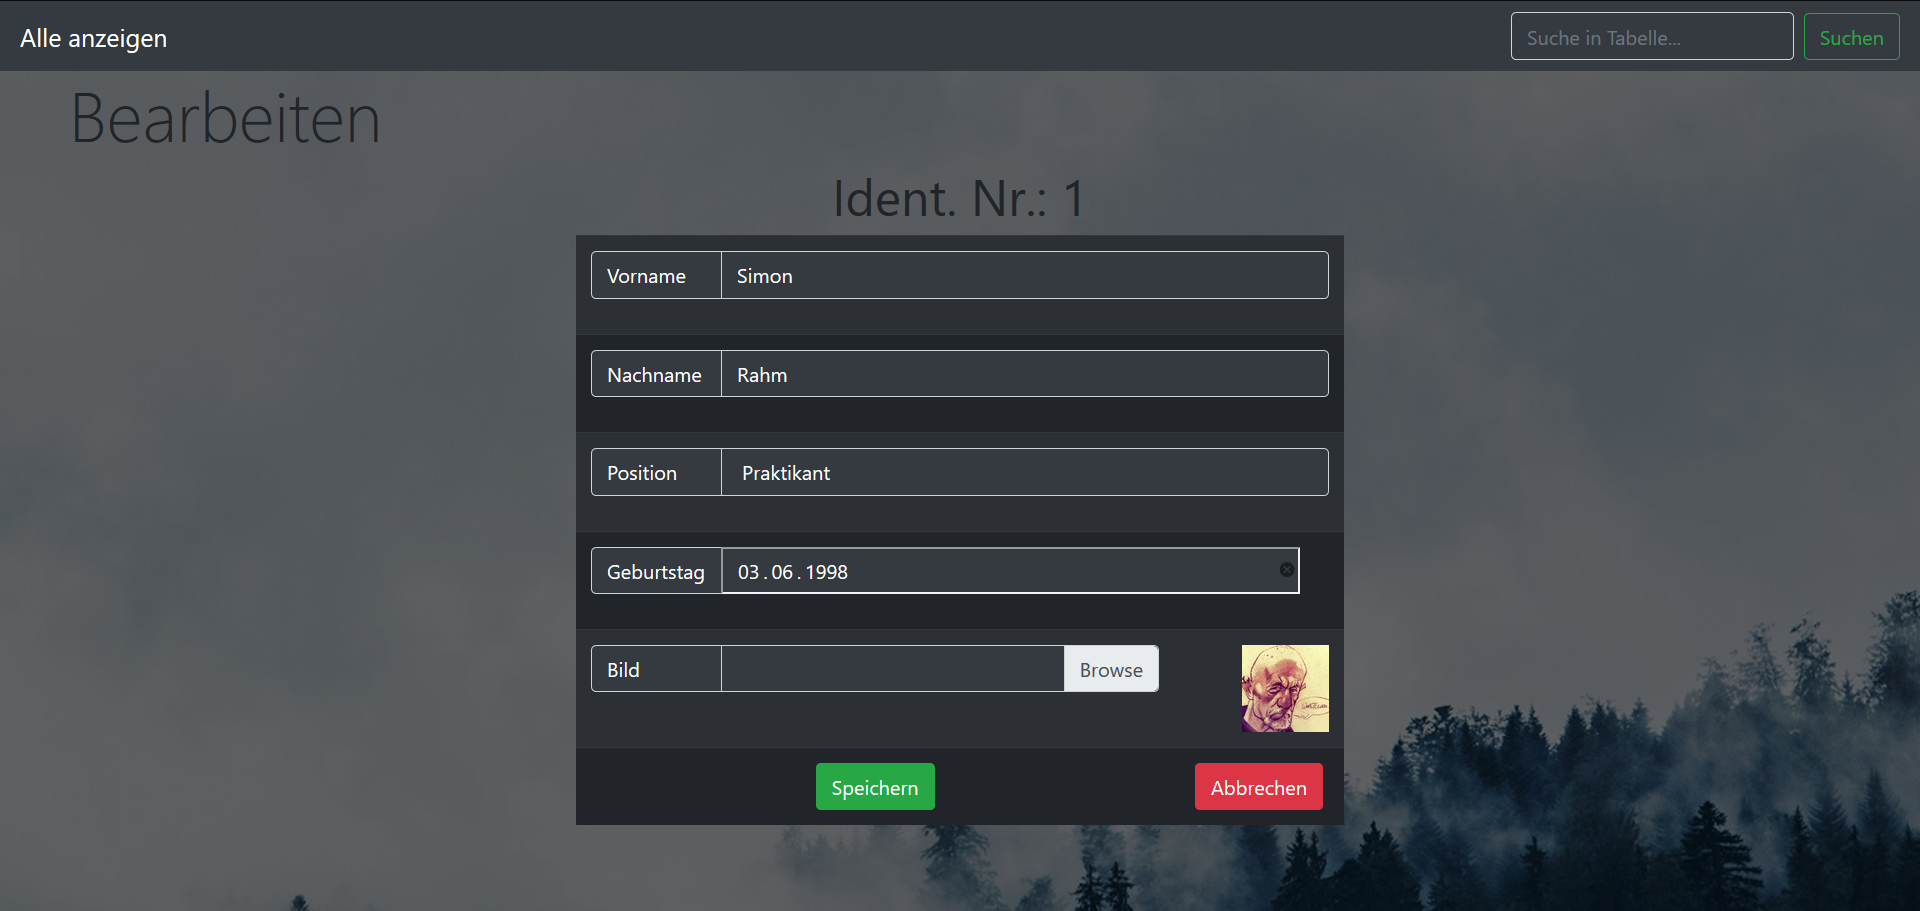 Alle anzeigen
Suche in Tabelle... Suchen
Bearbeiten
Ident. Nr.: 1
Vorname Simon
Nachname Rahm
Position Praktikant
Geburtstag 03.06.1998
Bild Browse
Speichern Abbrechen